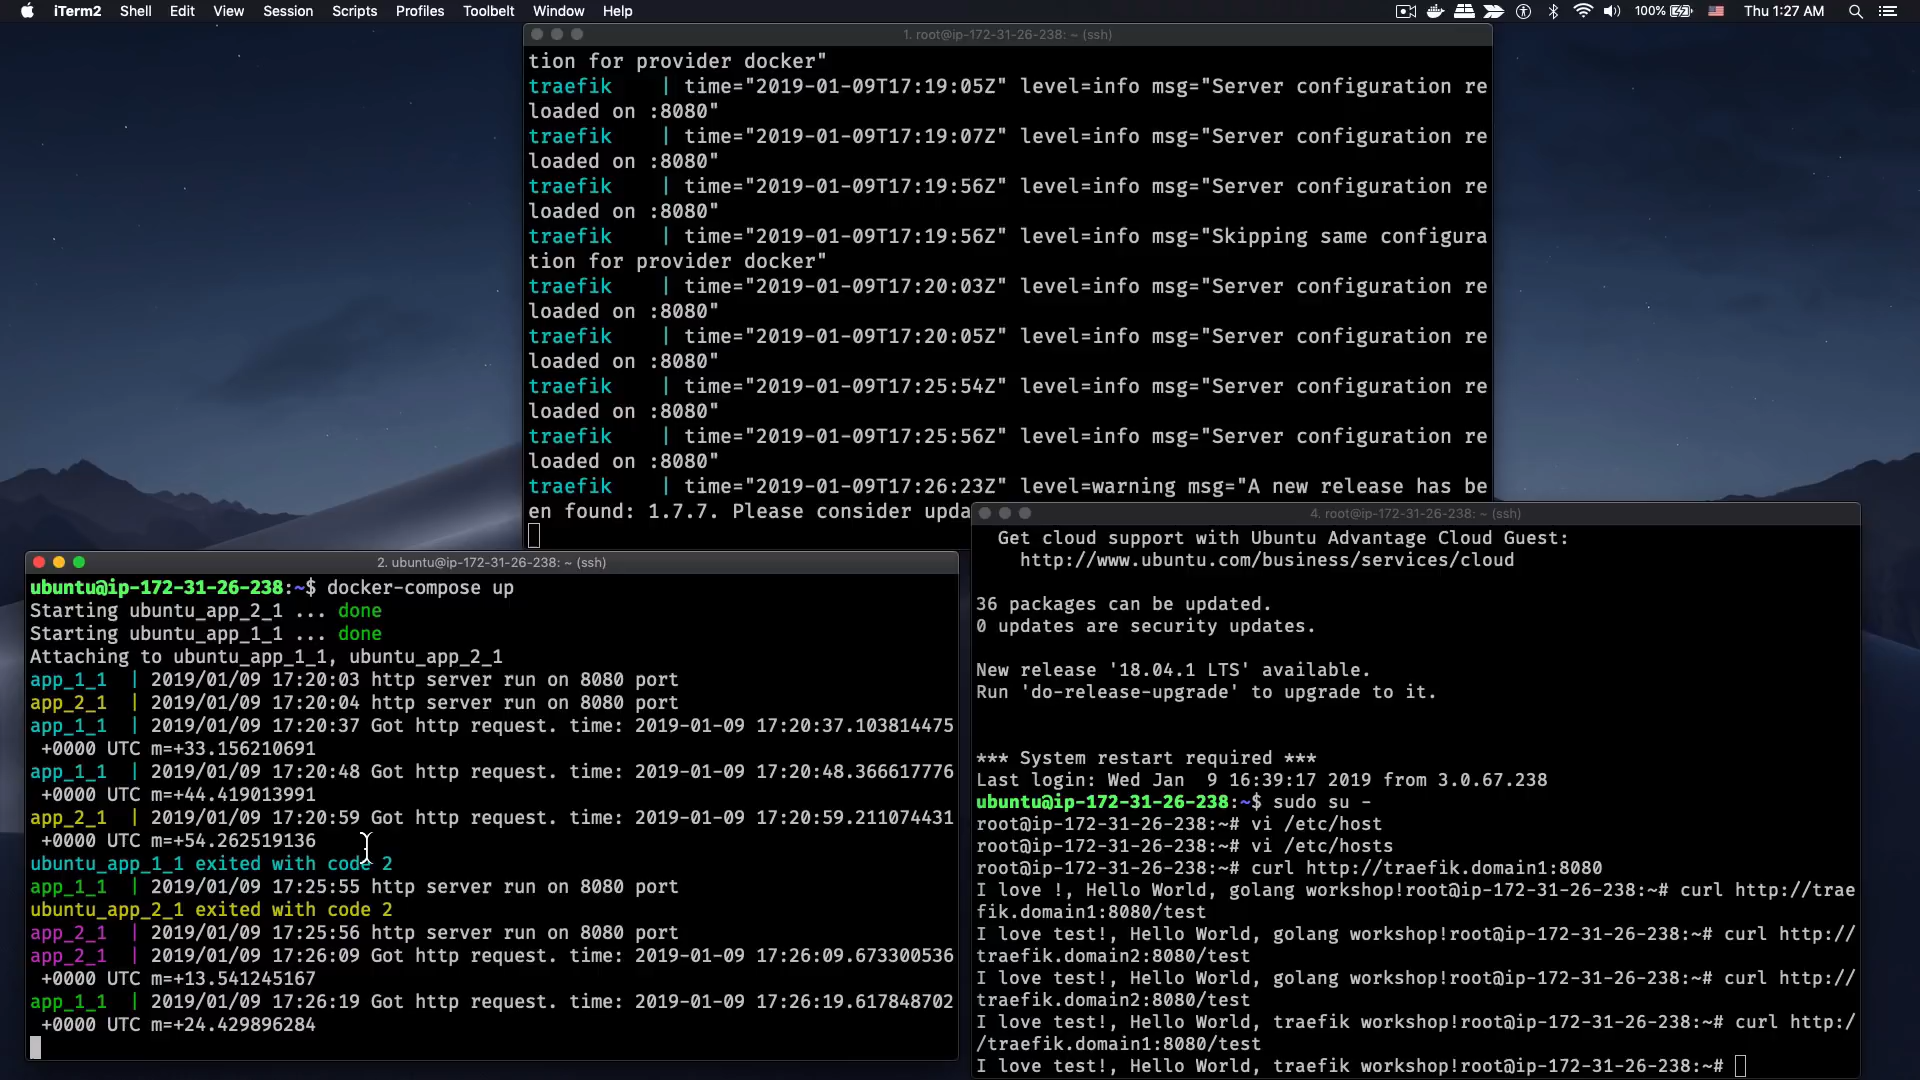 iTerm2 Shell Edit View Session Scripts Profiles Toolbelt Window Help 100% Thu 1:27 AM
1. root@ip-172-31-26-238: ~ (ssh)
tion for provider docker"
traefik | time="2019-01-09T17:19:05Z" level=info msg="Server configuration re
loaded on :8080"
traefik | time="2019-01-09T17:19:07Z" level=info msg="Server configuration re
loaded on :8080"
traefik | time="2019-01-09T17:19:56Z" level=info msg="Server configuration re
loaded on :8080"
traefik | time="2019-01-09T17:19:56Z" level=info msg="Skipping same configura
tion for provider docker"
traefik | time="2019-01-09T17:20:03Z" level=info msg="Server configuration re
loaded on :8080"
traefik | time="2019-01-09T17:20:05Z" level=info msg="Server configuration re
loaded on :8080"
traefik | time="2019-01-09T17:25:54Z" level=info msg="Server configuration re
loaded on :8080"
traefik | time="2019-01-09T17:25:56Z" level=info msg="Server configuration re
loaded on :8080"
traefik | time="2019-01-09T17:26:23Z" level=warning msg="A new release has be
en found: 1.7.7. Please consider upda
2. ubuntu@ip-172-31-26-238: ~ (ssh)
ubuntu@ip-172-31-26-238:~$ docker-compose up
Starting ubuntu_app_2_1 ... done
Starting ubuntu_app_1_1 ... done
Attaching to ubuntu_app_1_1, ubuntu_app_2_1
app_1_1 | 2019/01/09 17:20:03 http server run on 8080 port
app_2_1 | 2019/01/09 17:20:04 http server run on 8080 port
app_1_1 | 2019/01/09 17:20:37 Got http request. time: 2019-01-09 17:20:37.103814475
+0000 UTC m=+33.156210691
app_1_1 | 2019/01/09 17:20:48 Got http request. time: 2019-01-09 17:20:48.366617776
+0000 UTC m=+44.419013991
app_2_1 | 2019/01/09 17:20:59 Got http request. time: 2019-01-09 17:20:59.211074431
+0000 UTC m=+54.262519136
ubuntu_app_1_1 exited with code 2
app_1_1 | 2019/01/09 17:25:55 http server run on 8080 port
ubuntu_app_2_1 exited with code 2
app_2_1 | 2019/01/09 17:25:56 http server run on 8080 port
app_2_1 | 2019/01/09 17:26:09 Got http request. time: 2019-01-09 17:26:09.673300536
+0000 UTC m=+13.541245167
app_1_1 | 2019/01/09 17:26:19 Got http request. time: 2019-01-09 17:26:19.617848702
+0000 UTC m=+24.429896284
4. root@ip-172-31-26-238: ~ (ssh)
Get cloud support with Ubuntu Advantage Cloud Guest:
http://www.ubuntu.com/business/services/cloud
36 packages can be updated.
0 updates are security updates.
New release '18.04.1 LTS' available.
Run 'do-release-upgrade' to upgrade to it.
*** System restart required ***
Last login: Wed Jan  9 16:39:17 2019 from 3.0.67.238
ubuntu@ip-172-31-26-238:~$ sudo su -
root@ip-172-31-26-238:~# vi /etc/host
root@ip-172-31-26-238:~# vi /etc/hosts
root@ip-172-31-26-238:~# curl http://traefik.domain1:8080
I love !, Hello World, golang workshop!root@ip-172-31-26-238:~# curl http://trae
fik.domain1:8080/test
I love test!, Hello World, golang workshop!root@ip-172-31-26-238:~# curl http://
traefik.domain2:8080/test
I love test!, Hello World, golang workshop!root@ip-172-31-26-238:~# curl http://
traefik.domain2:8080/test
I love test!, Hello World, traefik workshop!root@ip-172-31-26-238:~# curl http:/
/traefik.domain1:8080/test
I love test!, Hello World, traefik workshop!root@ip-172-31-26-238:~#